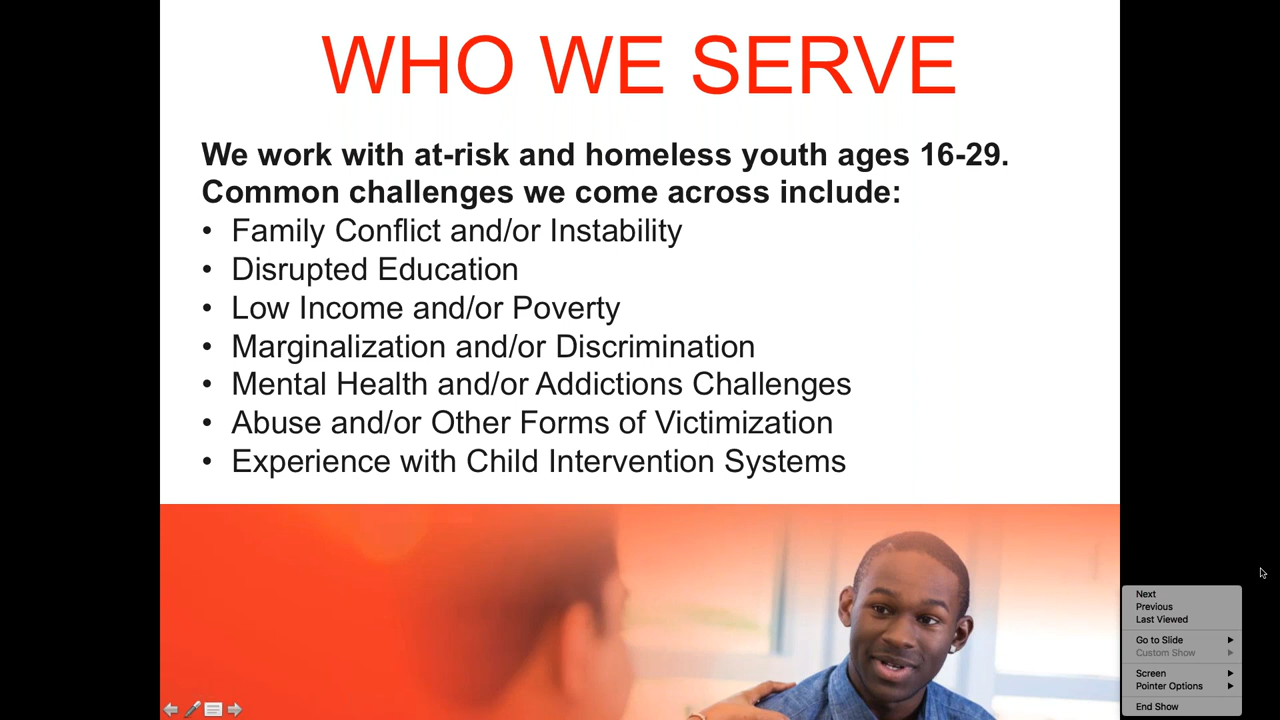 WHO WE SERVE
We work with at-risk and homeless youth ages 16-29.
Common challenges we come across include:
• Family Conflict and/or Instability
• Disrupted Education
• Low Income and/or Poverty
• Marginalization and/or Discrimination
• Mental Health and/or Addictions Challenges
• Abuse and/or Other Forms of Victimization
• Experience with Child Intervention Systems
Next
Previous
Last Viewed
Go to Slide
Custom Show
Screen
Pointer Options
End Show